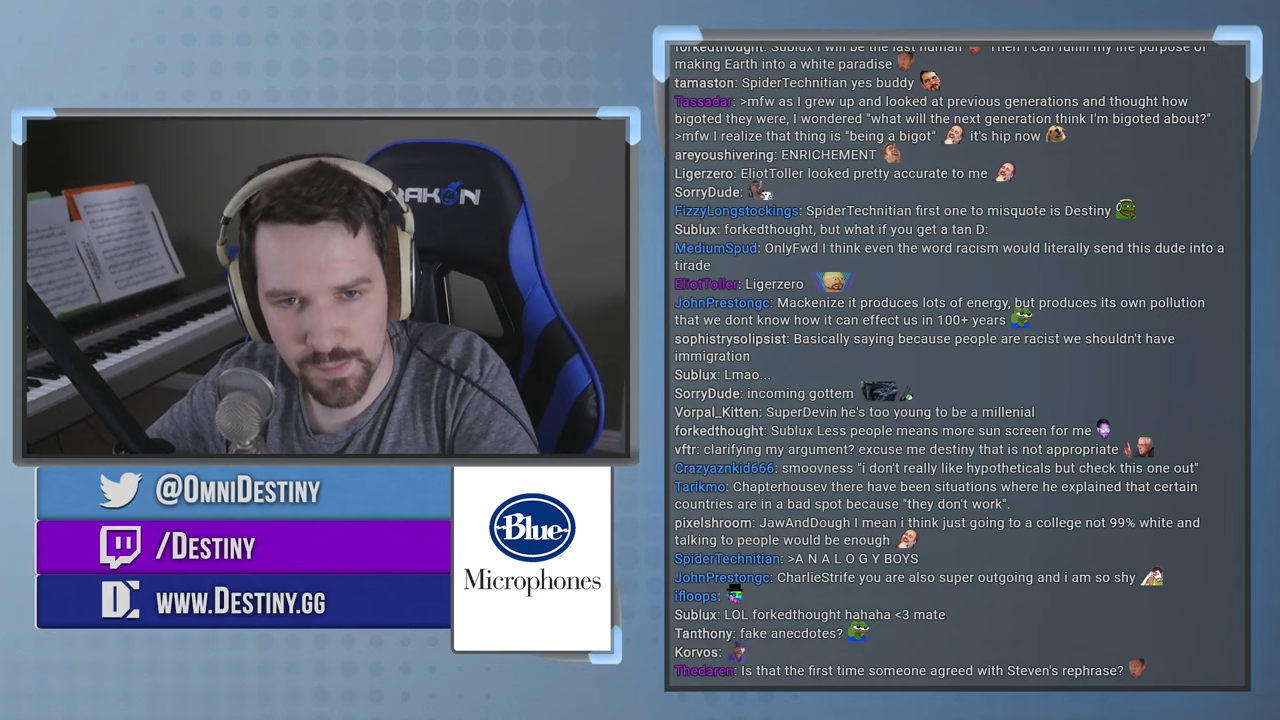 forkedthought: Sublux I will be the last human Then I can fulfill my life purpose of
making Earth into a white paradise
tamaston: SpiderTechnitian yes buddy
Tassadar: >mfw as I grew up and looked at previous generations and thought how
bigoted they were, I wondered "what will the next generation think I'm bigoted about?"
>mfw I realize that thing is "being a bigot" it's hip now
areyoushivering: ENRICHEMENT
Ligerzero: EliotToller looked pretty accurate to me
SorryDude:
FizzyLongstockings: SpiderTechnitian first one to misquote is Destiny
Sublux: forkedthought, but what if you get a tan D:
MediumSpud: OnlyFwd I think even the word racism would literally send this dude into a
tirade
EliotToller: Ligerzero
JohnPrestongc: Mackenize it produces lots of energy, but produces its own pollution
that we dont know how it can effect us in 100+ years
sophistrysolipsist: Basically saying because people are racist we shouldn't have
immigration
Sublux: Lmao...
SorryDude: incoming gottem
Vorpal_Kitten: SuperDevin he's too young to be a millenial
forkedthought: Sublux Less people means more sun screen for me
vftr: clarifying my argument? excuse me destiny that is not appropriate
Crazyaznkid666: smoovness "i don't really like hypotheticals but check this one out"
Tarikmo: Chapterhousev there have been situations where he explained that certain
countries are in a bad spot because "they don't work".
pixelshroom: JawAndDough I mean i think just going to a college not 99% white and
talking to people would be enough
SpiderTechnitian: >A N A L O G Y BOYS
JohnPrestongc: CharlieStrife you are also super outgoing and i am so shy
ifloops:
Sublux: LOL forkedthought hahaha <3 mate
Tanthony: fake anecdotes?
Korvos:
Thedaren: Is that the first time someone agreed with Steven's rephrase?
RAKON
@OmniDestiny
/Destiny
www.Destiny.gg
Blue
Microphones